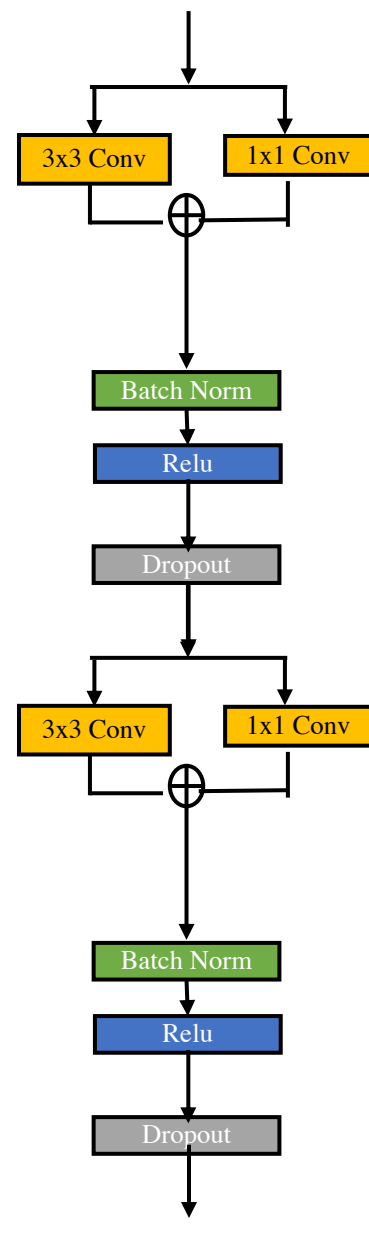 3x3 Conv
1x1 Conv
Batch Norm
Relu
Dropout
3x3 Conv
1x1 Conv
Batch Norm
Relu
Dropout